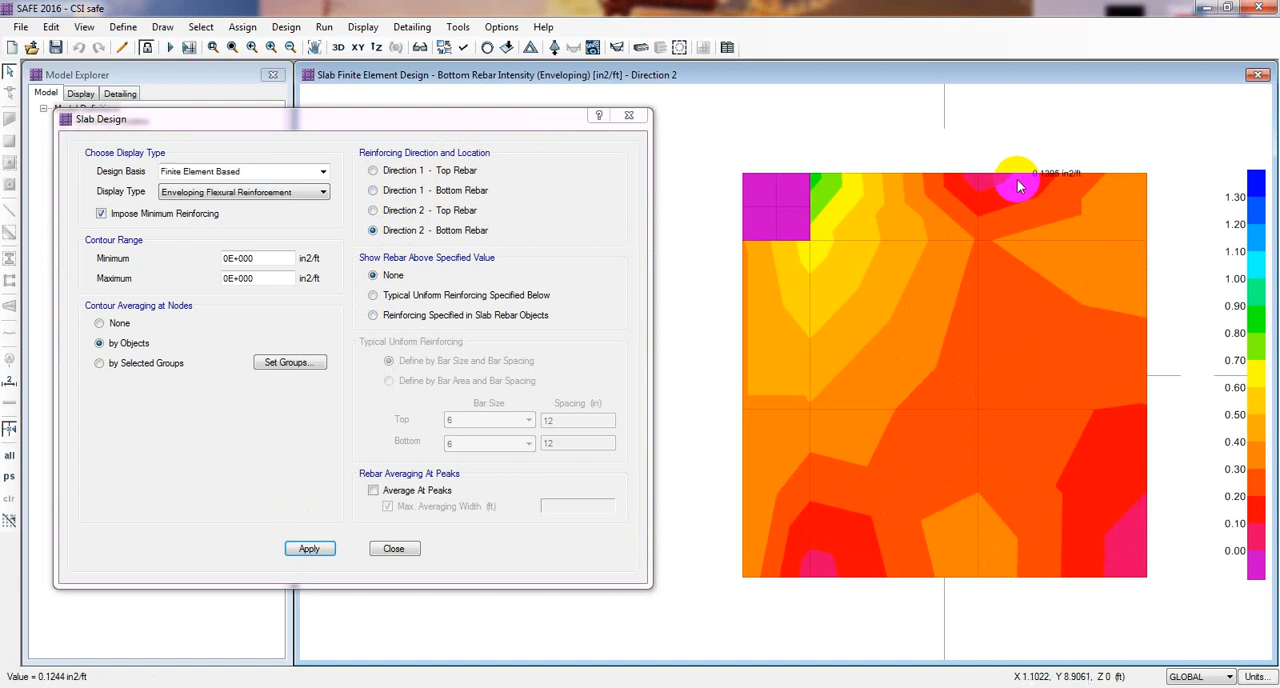 SAFE 2016 - CSI safe
File Edit View Define Draw Select Assign Design Run Display Detailing Tools Options Help
3D XY
Model Explorer
Model Display Detailing
Slab Finite Element Design - Bottom Rebar Intensity (Enveloping) [in2/ft] - Direction 2
Slab Design
Choose Display Type
Design Basis Finite Element Based
Display Type Enveloping Flexural Reinforcement
Impose Minimum Reinforcing
Contour Range
Minimum 0E+000 in2/ft
Maximum 0E+000 in2/ft
Contour Averaging at Nodes
None
by Objects
by Selected Groups Set Groups...
Reinforcing Direction and Location
Direction 1 - Top Rebar
Direction 1 - Bottom Rebar
Direction 2 - Top Rebar
Direction 2 - Bottom Rebar
Show Rebar Above Specified Value
None
Typical Uniform Reinforcing Specified Below
Reinforcing Specified in Slab Rebar Objects
Typical Uniform Reinforcing
Define by Bar Size and Bar Spacing
Define by Bar Area and Bar Spacing
Bar Size Spacing (in)
Top 6 12
Bottom 6 12
Rebar Averaging At Peaks
Average At Peaks
Max. Averaging Width (ft)
Apply Close
0.1395 in2/ft
1.30
1.20
1.10
1.00
0.90
0.80
0.70
0.60
0.50
0.40
0.30
0.20
0.10
0.00
all
ps
clr
Value = 0.1244 in2/ft
X 1.1022, Y 8.9061, Z 0 (ft)
GLOBAL
Units...